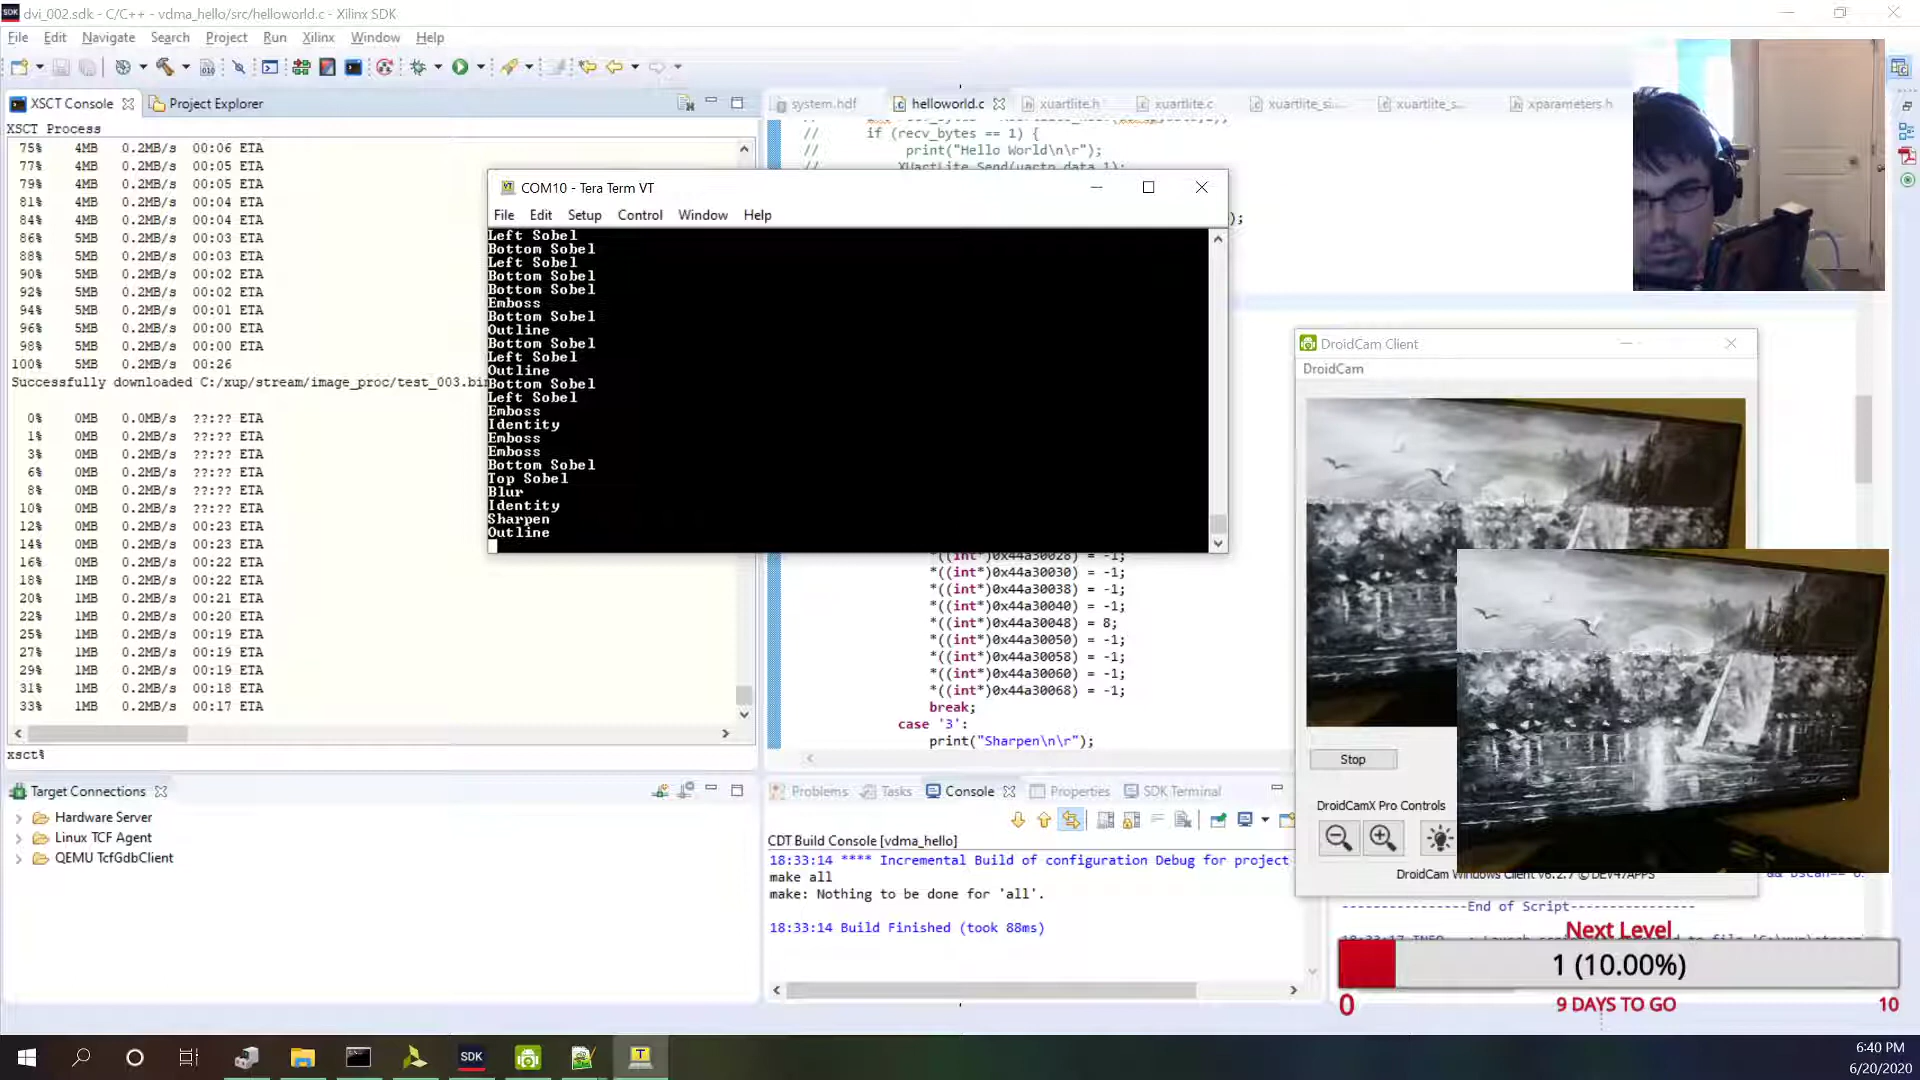 dvi_002.sdk - C/C++ - vdma_hello/src/helloworld.c - Xilinx SDK
File Edit Navigate Search Project Run Xilinx Window Help
XSCT Console
Project Explorer
system.hdf
helloworld.c
xuartlite.h
xuartlite.c
xuartlite_si...
xuartlite_s...
xparameters.h
XSCT Process
75% 4MB 0.2MB/s 00:06 ETA
77% 4MB 0.2MB/s 00:05 ETA
79% 4MB 0.2MB/s 00:05 ETA
81% 4MB 0.2MB/s 00:04 ETA
84% 4MB 0.2MB/s 00:04 ETA
86% 5MB 0.2MB/s 00:03 ETA
88% 5MB 0.2MB/s 00:03 ETA
90% 5MB 0.2MB/s 00:02 ETA
92% 5MB 0.2MB/s 00:02 ETA
94% 5MB 0.2MB/s 00:01 ETA
96% 5MB 0.2MB/s 00:00 ETA
98% 5MB 0.2MB/s 00:00 ETA
100% 5MB 0.2MB/s 00:26
Successfully downloaded C:/xup/stream/image_proc/test_003.bin
0% 0MB 0.0MB/s ??:?? ETA
1% 0MB 0.2MB/s ??:?? ETA
3% 0MB 0.2MB/s ??:?? ETA
6% 0MB 0.2MB/s ??:?? ETA
8% 0MB 0.2MB/s ??:?? ETA
10% 0MB 0.2MB/s ??:?? ETA
12% 0MB 0.2MB/s 00:23 ETA
14% 0MB 0.2MB/s 00:23 ETA
16% 0MB 0.2MB/s 00:22 ETA
18% 1MB 0.2MB/s 00:22 ETA
20% 1MB 0.2MB/s 00:21 ETA
22% 1MB 0.2MB/s 00:20 ETA
25% 1MB 0.2MB/s 00:19 ETA
27% 1MB 0.2MB/s 00:19 ETA
29% 1MB 0.2MB/s 00:19 ETA
31% 1MB 0.2MB/s 00:18 ETA
33% 1MB 0.2MB/s 00:17 ETA
xsct%
// if (recv_bytes == 1) {
// print("Hello World\n\r");
// XUartLite_Send(uartp,data,1);
);
COM10 - Tera Term VT
File Edit Setup Control Window Help
Left Sobel
Bottom Sobel
Left Sobel
Bottom Sobel
Bottom Sobel
Emboss
Bottom Sobel
Outline
Bottom Sobel
Left Sobel
Outline
Bottom Sobel
Left Sobel
Emboss
Identity
Emboss
Emboss
Bottom Sobel
Top Sobel
Blur
Identity
Sharpen
Outline
*((int*)0x44a30028) = -1;
*((int*)0x44a30030) = -1;
*((int*)0x44a30038) = -1;
*((int*)0x44a30040) = -1;
*((int*)0x44a30048) = 8;
*((int*)0x44a30050) = -1;
*((int*)0x44a30058) = -1;
*((int*)0x44a30060) = -1;
*((int*)0x44a30068) = -1;
break;
case '3':
print("Sharpen\n\r");
DroidCam Client
DroidCam
Stop
DroidCamX Pro Controls
DroidCam Windows Client v6.2.7 ©DEV47APPS
Target Connections
Hardware Server
Linux TCF Agent
QEMU TcfGdbClient
Problems
Tasks
Console
Properties
SDK Terminal
CDT Build Console [vdma_hello]
18:33:14 **** Incremental Build of configuration Debug for project
make all
make: Nothing to be done for 'all'.
18:33:14 Build Finished (took 88ms)
----------------End of Script----------------
Next Level
1 (10.00%)
0
9 DAYS TO GO
10
SDK
6:40 PM
6/20/2020